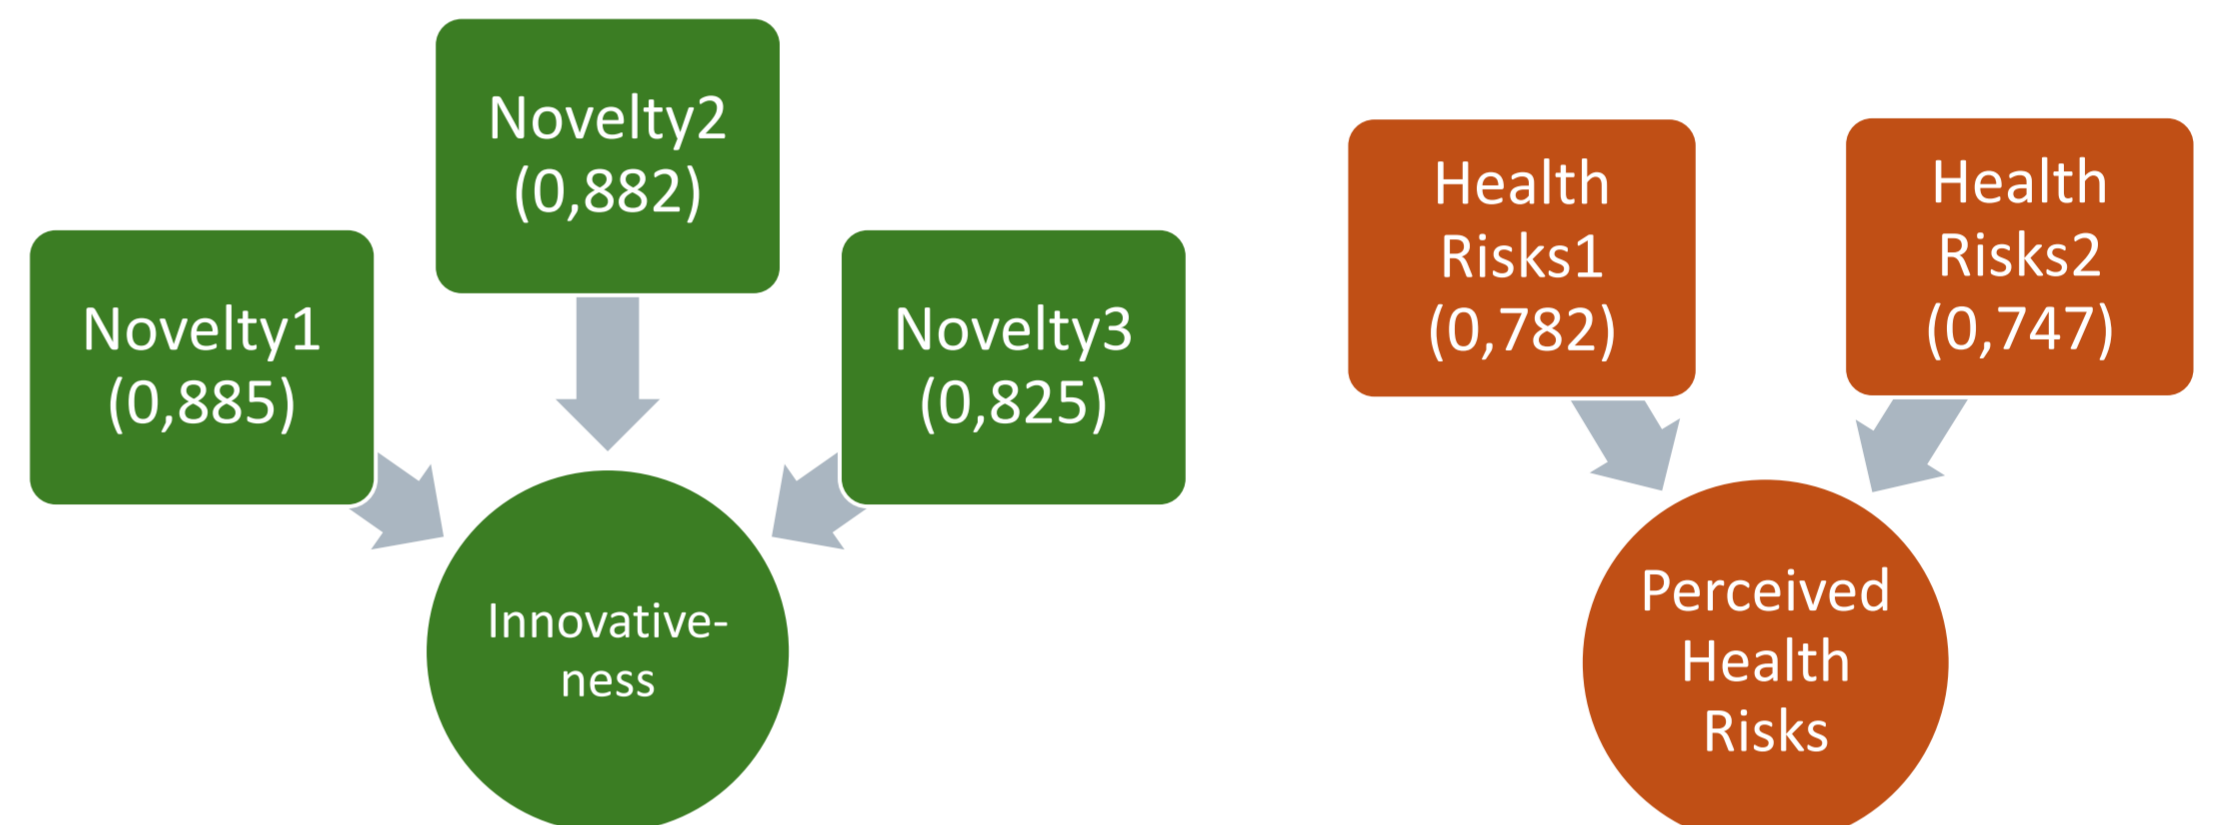 Novelty1
(0,885)
Novelty2
(0,882)
Novelty3
(0,825)
Innovative-
ness
Health
Risks1
(0,782)
Health
Risks2
(0,747)
Perceived
Health
Risks